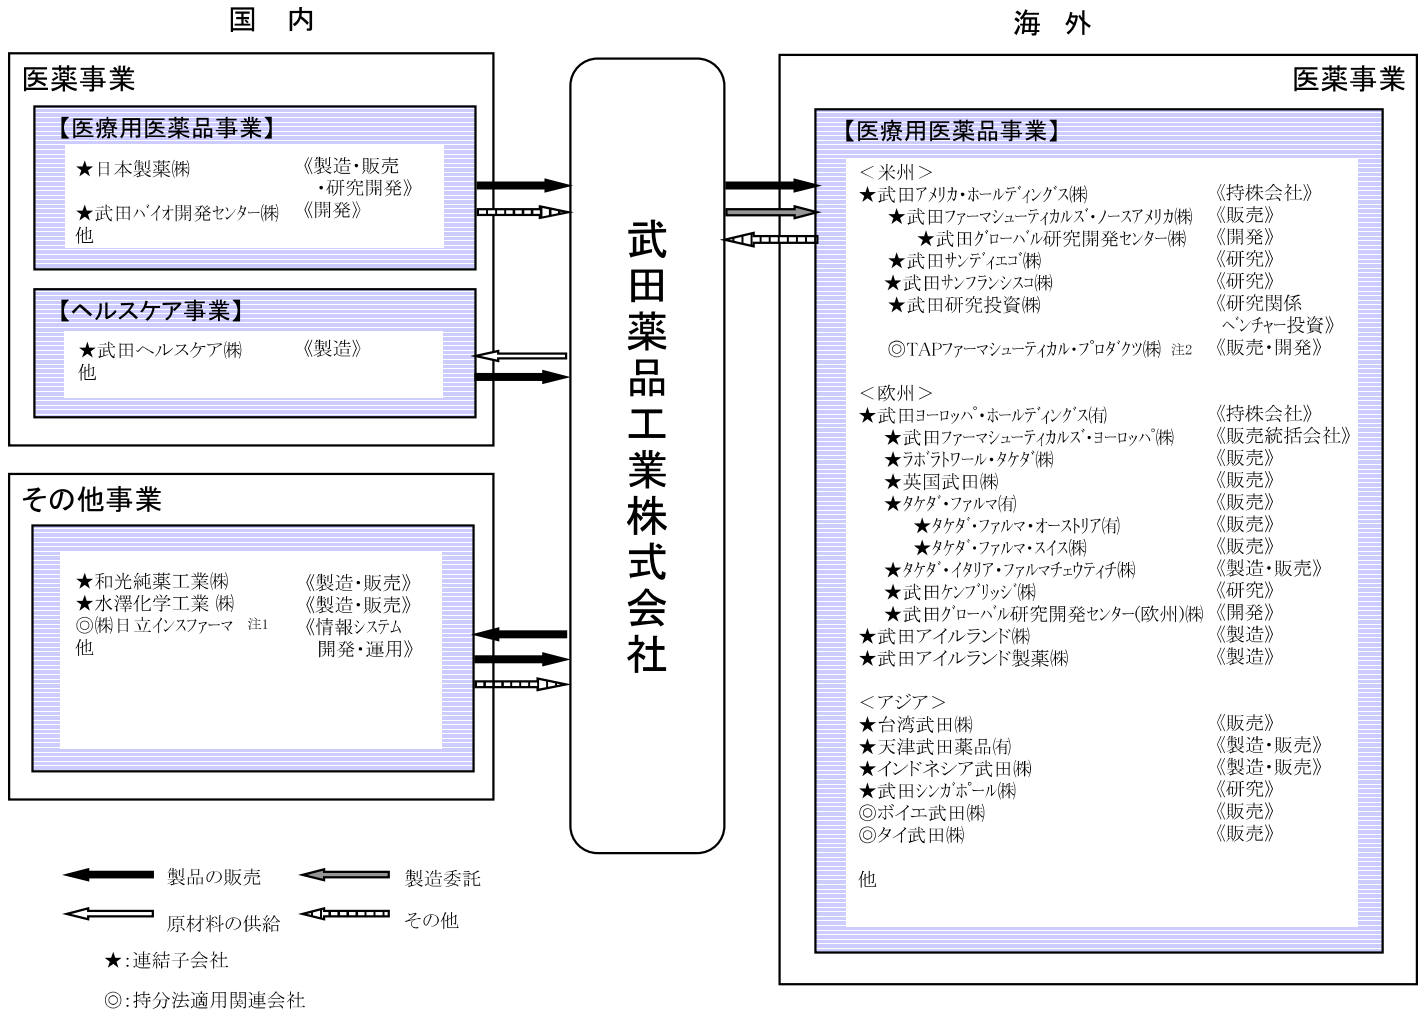 国　内
医薬事業
【医療用医薬品事業】
★日本製薬㈱　《製造・販売
・研究開発》
★武田バイオ開発センター㈱　《開発》
他
【ヘルスケア事業】
★武田ヘルスケア㈱　《製造》
他
その他事業
★和光純薬工業㈱　《製造・販売》
★水澤化学工業 ㈱　《製造・販売》
◎㈱日立インスファーマ　注1　《情報システム
他　開発・運用》
武田薬品工業株式会社
海　外
医薬事業
【医療用医薬品事業】
＜米州＞
★武田アメリカ・ホールディングス㈱　《持株会社》
★武田ファーマシューティカルズ・ノースアメリカ㈱　《販売》
★武田グローバル研究開発センター㈱　《開発》
★武田サンディエゴ㈱　《研究》
★武田サンフランシスコ㈱　《研究》
★武田研究投資㈱　《研究関係
ベンチャー投資》
◎TAPファーマシューティカル・プロダクツ㈱　注2　《販売・開発》
＜欧州＞
★武田ヨーロッパ・ホールディングス㈲　《持株会社》
★武田ファーマシューティカルズ・ヨーロッパ㈱　《販売統括会社》
★ラボラトワール・タケダ㈱　《販売》
★英国武田㈱　《販売》
★タケダ・ファルマ㈲　《販売》
★タケダ・ファルマ・オーストリア㈲　《販売》
★タケダ・ファルマ・スイス㈱　《販売》
★タケダ・イタリア・ファルマチェウティチ㈱　《製造・販売》
★武田ケンブリッジ㈱　《研究》
★武田グローバル研究開発センター(欧州)㈱　《開発》
★武田アイルランド㈱　《製造》
★武田アイルランド製薬㈱　《製造》
＜アジア＞
★台湾武田㈱　《販売》
★天津武田薬品㈲　《製造・販売》
★インドネシア武田㈱　《製造・販売》
★武田シンガポール㈱　《研究》
◎ボイエ武田㈱　《販売》
◎タイ武田㈱　《販売》
他
製品の販売　製造委託
原材料の供給　その他
★：連結子会社
◎：持分法適用関連会社